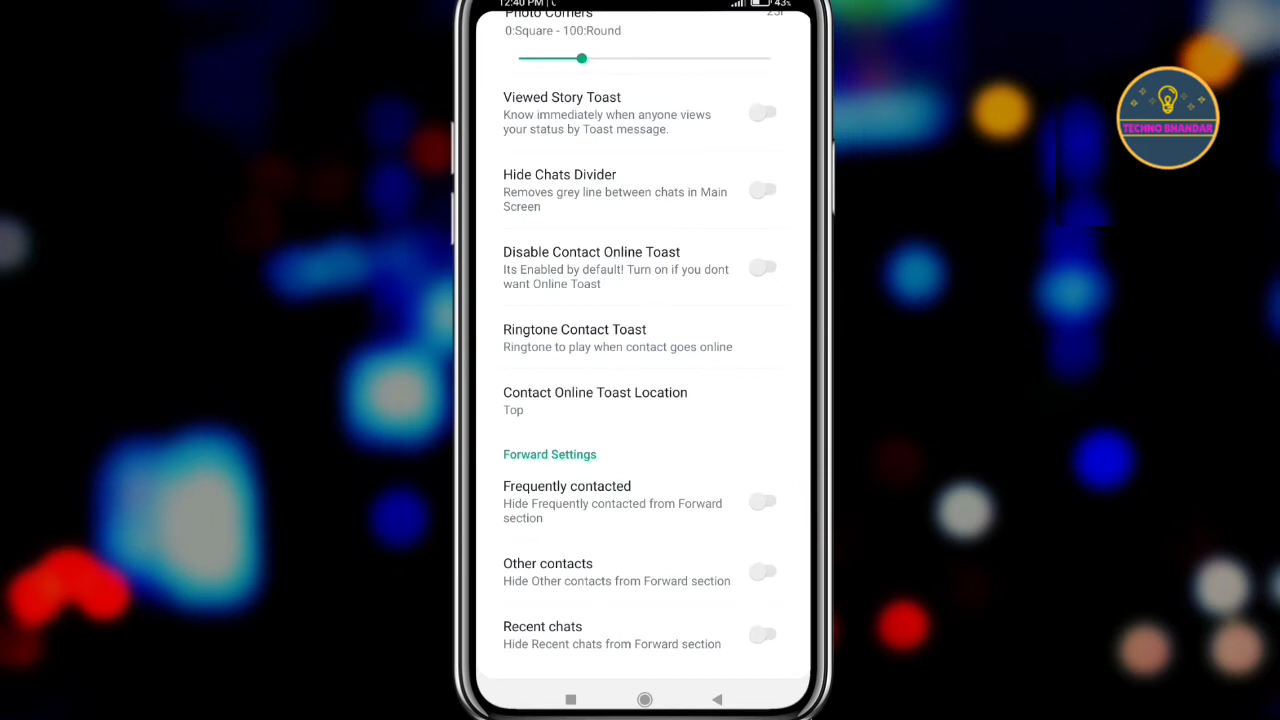 12:40 PM |
43%
Photo Corners
0:Square - 100:Round
Viewed Story Toast
Know immediately when anyone views
your status by Toast message.
Hide Chats Divider
Removes grey line between chats in Main
Screen
Disable Contact Online Toast
Its Enabled by default! Turn on if you dont
want Online Toast
Ringtone Contact Toast
Ringtone to play when contact goes online
Contact Online Toast Location
Top
Forward Settings
Frequently contacted
Hide Frequently contacted from Forward
section
Other contacts
Hide Other contacts from Forward section
Recent chats
Hide Recent chats from Forward section
TECHNO BHANDAR